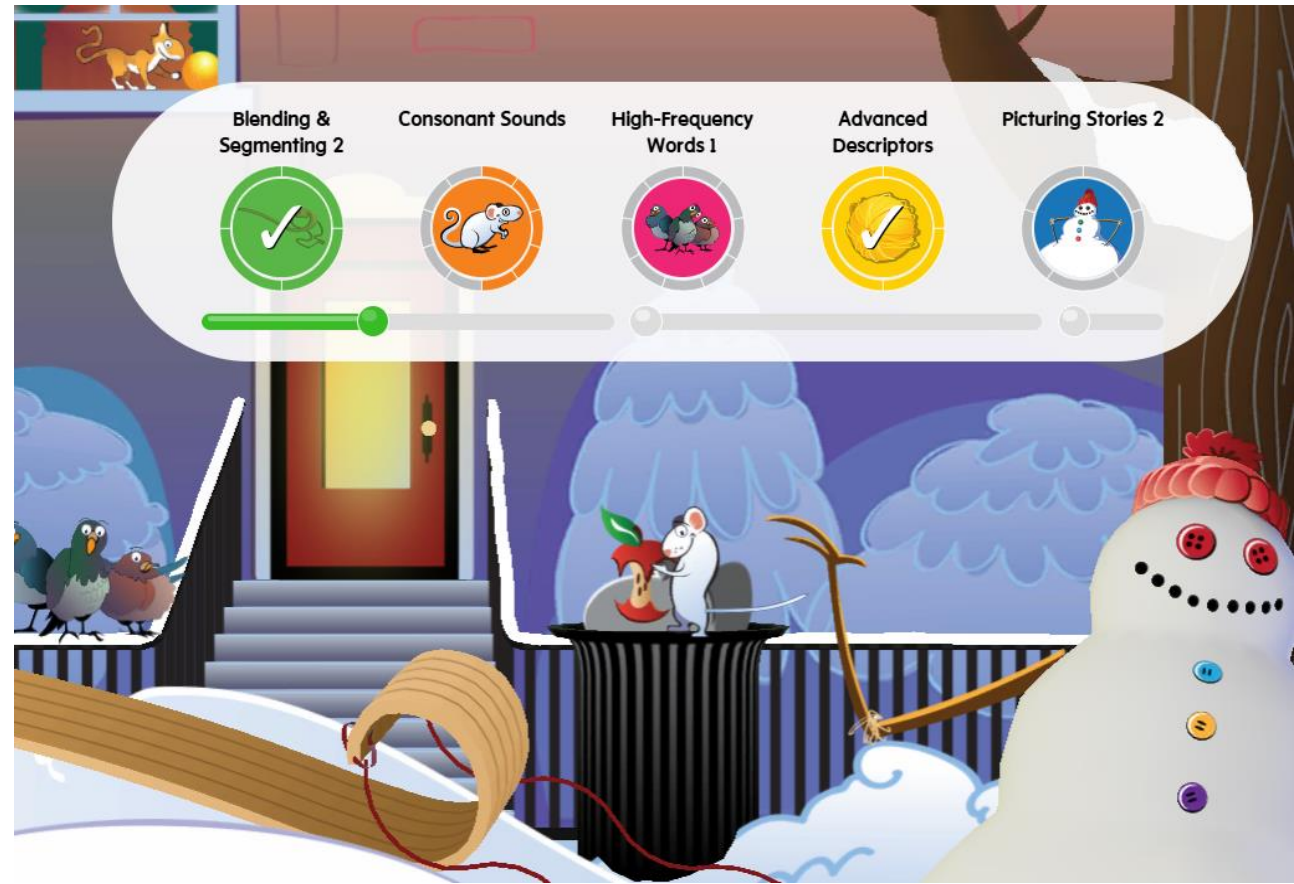 Blending &
Segmenting 2
Consonant Sounds
High-Frequency
Words 1
Advanced
Descriptors
Picturing Stories 2